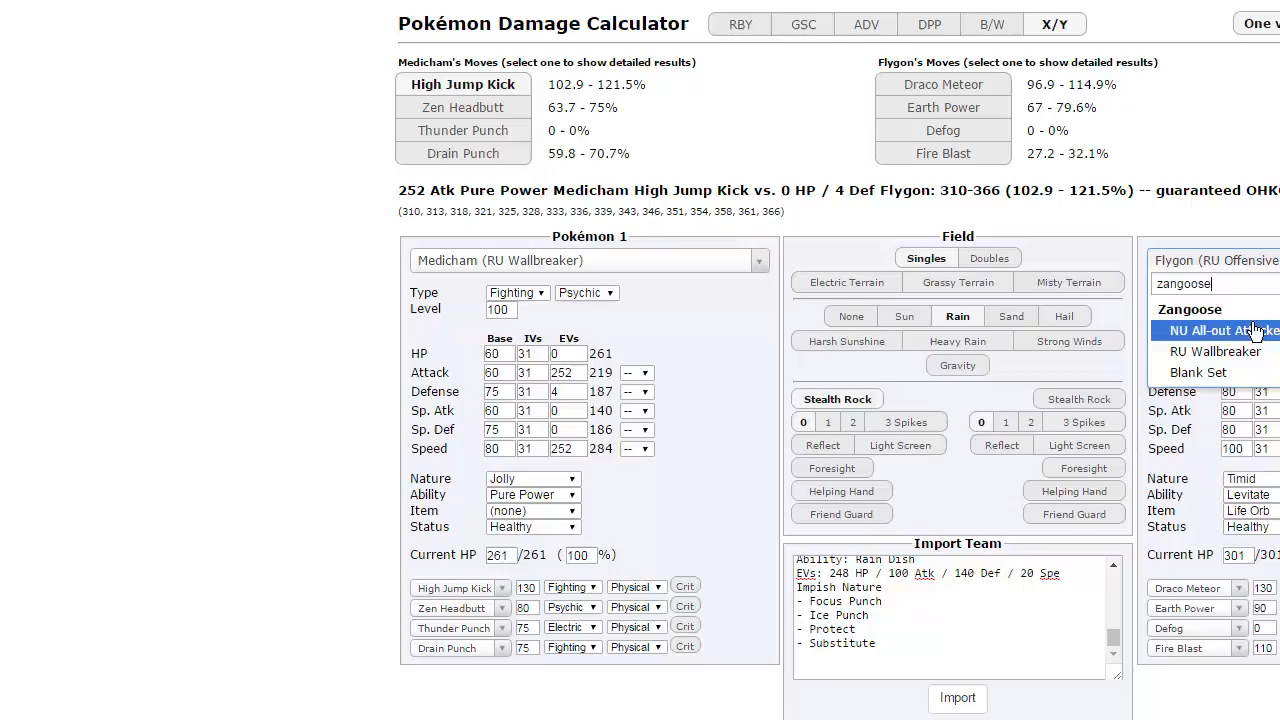 Pokémon Damage Calculator RBY GSC ADV DPP B/W X/Y One v
Medicham's Moves (select one to show detailed results) Flygon's Moves (select one to show detailed results)
High Jump Kick 102.9 - 121.5% Draco Meteor 96.9 - 114.9%
Zen Headbutt 63.7 - 75% Earth Power 67 - 79.6%
Thunder Punch 0 - 0% Defog 0 - 0%
Drain Punch 59.8 - 70.7% Fire Blast 27.2 - 32.1%
252 Atk Pure Power Medicham High Jump Kick vs. 0 HP / 4 Def Flygon: 310-366 (102.9 - 121.5%) -- guaranteed OHKO
(310, 313, 318, 321, 325, 328, 333, 336, 339, 343, 346, 351, 354, 358, 361, 366)
Pokémon 1
Medicham (RU Wallbreaker)
Type Fighting Psychic
Level 100
Base IVs EVs
HP 60 31 0 261
Attack 60 31 252 219 --
Defense 75 31 4 187 --
Sp. Atk 60 31 0 140 --
Sp. Def 75 31 0 186 --
Speed 80 31 252 284 --
Nature Jolly
Ability Pure Power
Item (none)
Status Healthy
Current HP 261 /261 ( 100 %)
High Jump Kick 130 Fighting Physical Crit
Zen Headbutt 80 Psychic Physical Crit
Thunder Punch 75 Electric Physical Crit
Drain Punch 75 Fighting Physical Crit
Field
Singles Doubles
Electric Terrain Grassy Terrain Misty Terrain
None Sun Rain Sand Hail
Harsh Sunshine Heavy Rain Strong Winds
Gravity
Stealth Rock Stealth Rock
0 1 2 3 Spikes 0 1 2 3 Spikes
Reflect Light Screen Reflect Light Screen
Foresight Foresight
Helping Hand Helping Hand
Friend Guard Friend Guard
Import Team
Ability: Rain Dish
EVs: 248 HP / 100 Atk / 140 Def / 20 Spe
Impish Nature
- Focus Punch
- Ice Punch
- Protect
- Substitute
Import
Flygon (RU Offensive
zangoose
Zangoose
NU All-out
RU Wallbreaker
Blank Set
Defense 80 31
Sp. Atk 80 31
Sp. Def 80 31
Speed 100 31
Nature Timid
Ability Levitate
Item Life Orb
Status Healthy
Current HP 301 /301
Draco Meteor 130
Earth Power 90
Defog 0
Fire Blast 110